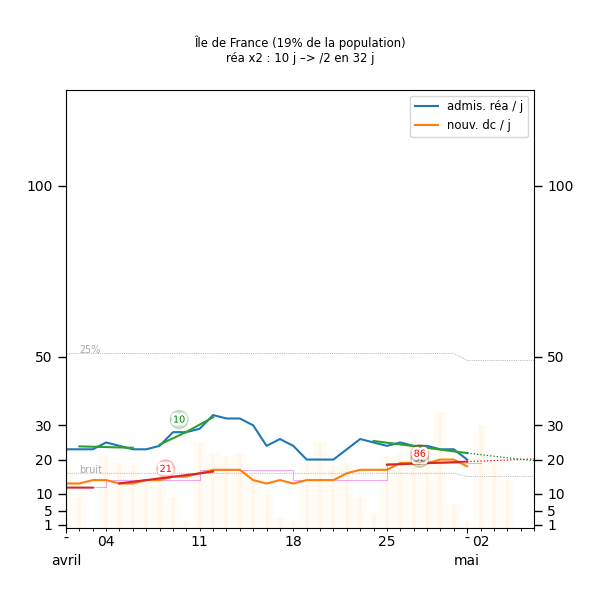 Île de France (19% de la population)
réa x2 : 10 j –> /2 en 32 j
admis. réa / j
nouv. dc / j
100 100
25%
50 50
10
30 30
86
20 20
bruit
21
10 10
5 5
1 1
04 11 18 25 02
avril mai